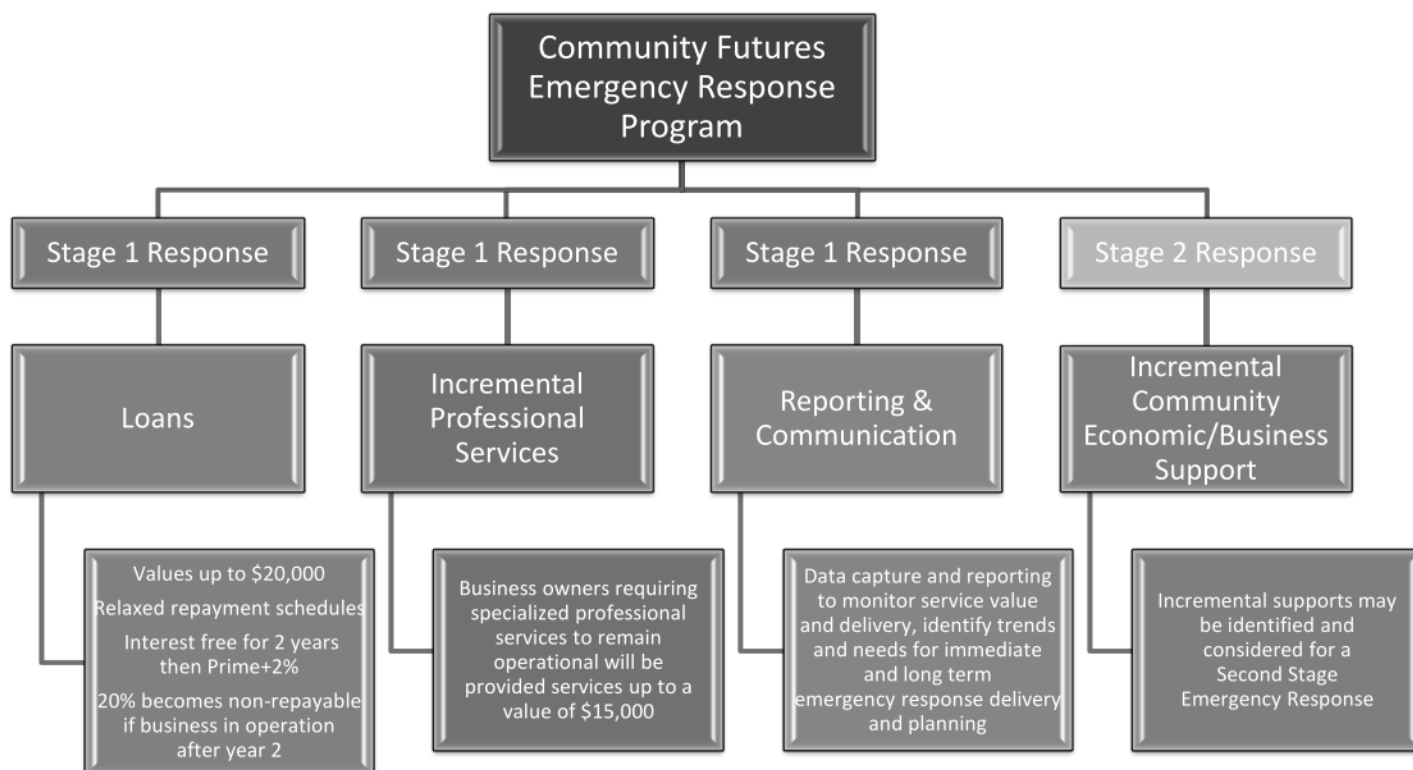 Community Futures
Emergency Response
Program
Stage 1 Response
Stage 1 Response
Stage 1 Response
Stage 2 Response
Loans
Incremental
Professional
Services
Reporting &
Communication
Incremental
Community
Economic/Business
Support
Values up to $20,000
Relaxed repayment schedules
Interest free for 2 years
then Prime+2%
20% becomes non-repayable
if business in operation
after year 2
Business owners requiring
specialized professional
services to remain
operational will be
provided services up to a
value of $15,000
Data capture and reporting
to monitor service value
and delivery, identify trends
and needs for immediate
and long term
emergency response delivery
and planning
Incremental supports may
be identified and
considered for a
Second Stage
Emergency Response